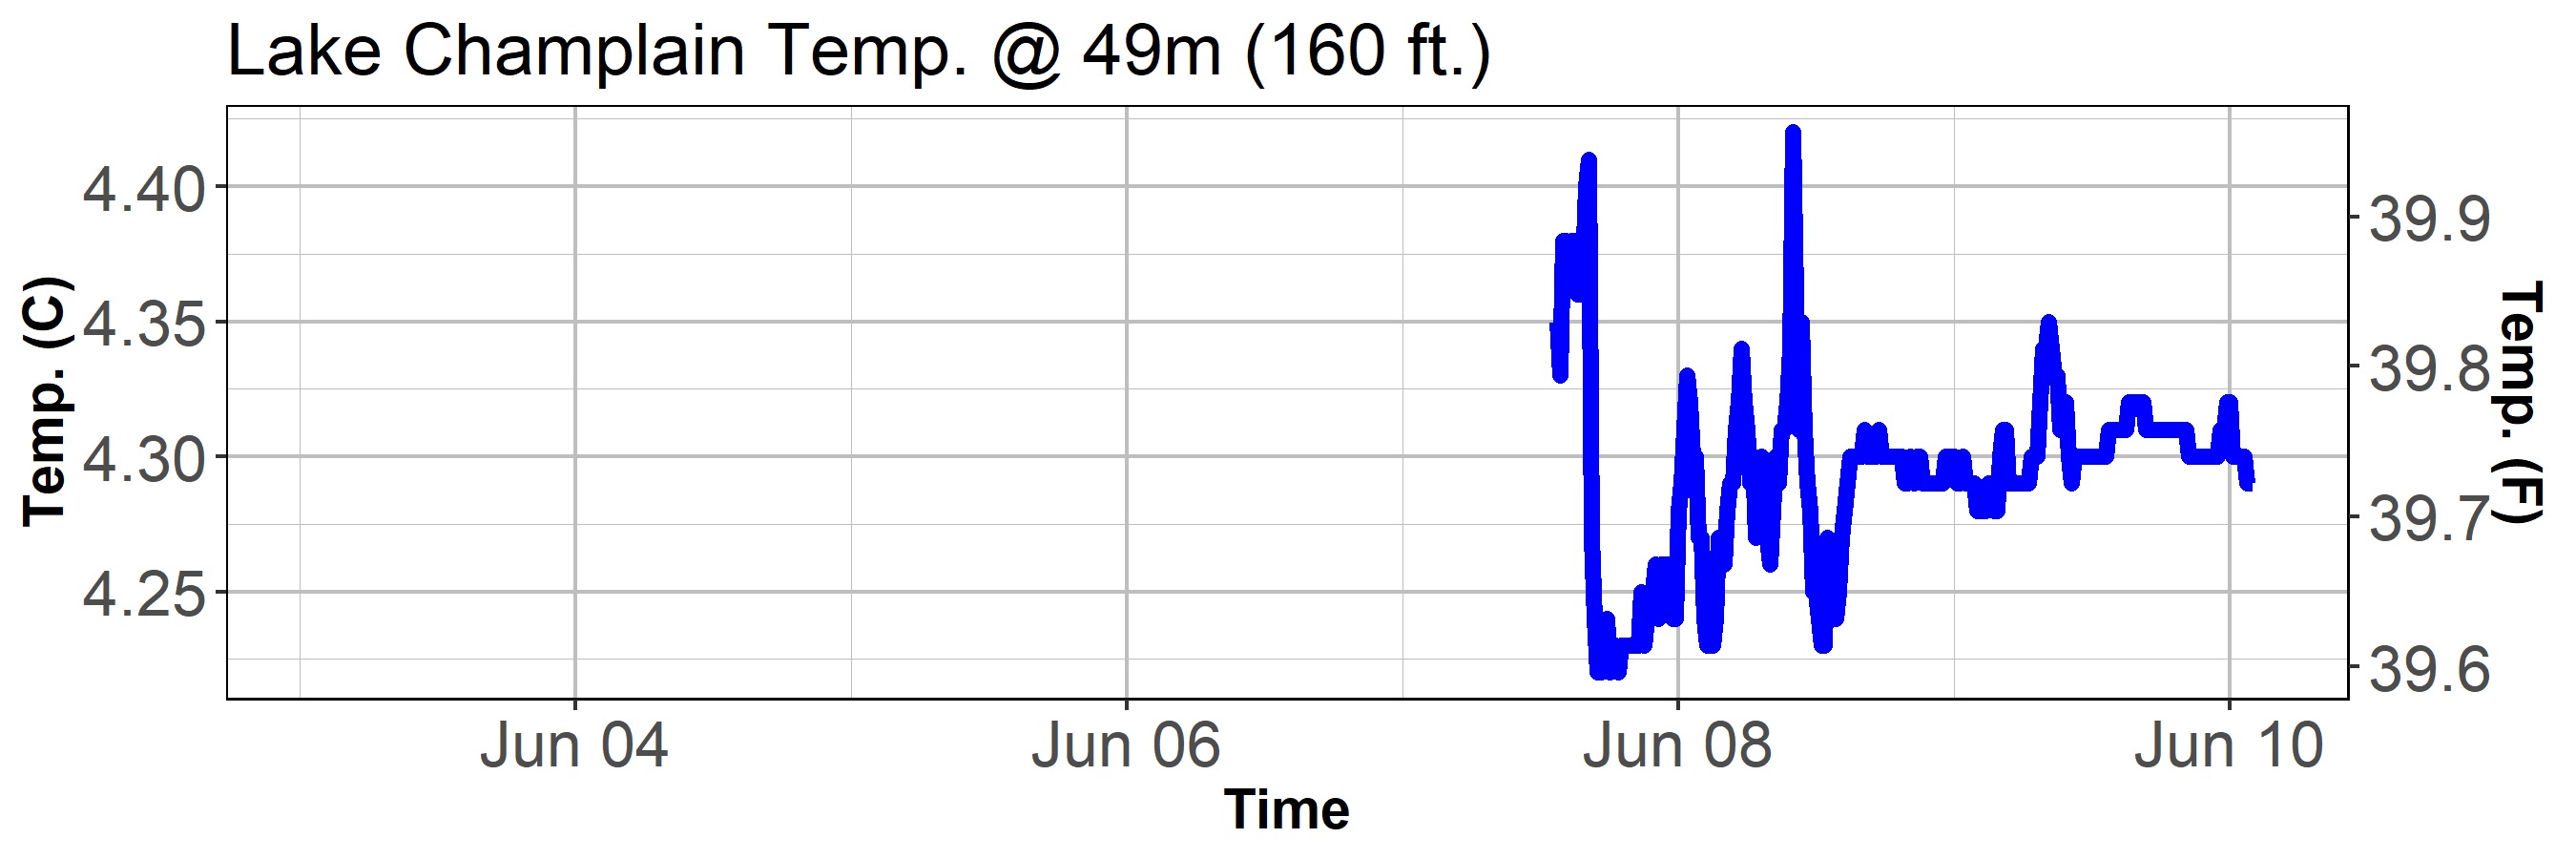 Lake Champlain Temp. @ 49m (160 ft.)
Temp. (C)
4.40
4.35
4.30
4.25
39.9
39.8
39.7
39.6
Temp. (F)
Jun 04 Jun 06 Jun 08 Jun 10
Time